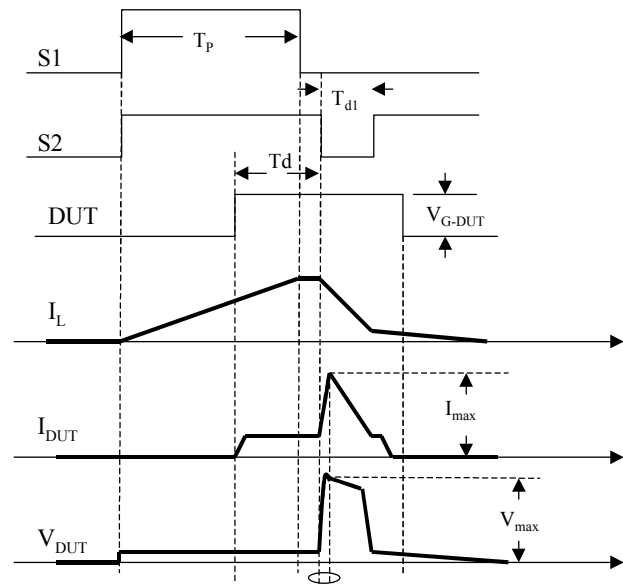 T_P
S1
T_d1
S2
Td
DUT
V_G-DUT
I_L
I_max
I_DUT
V_max
V_DUT